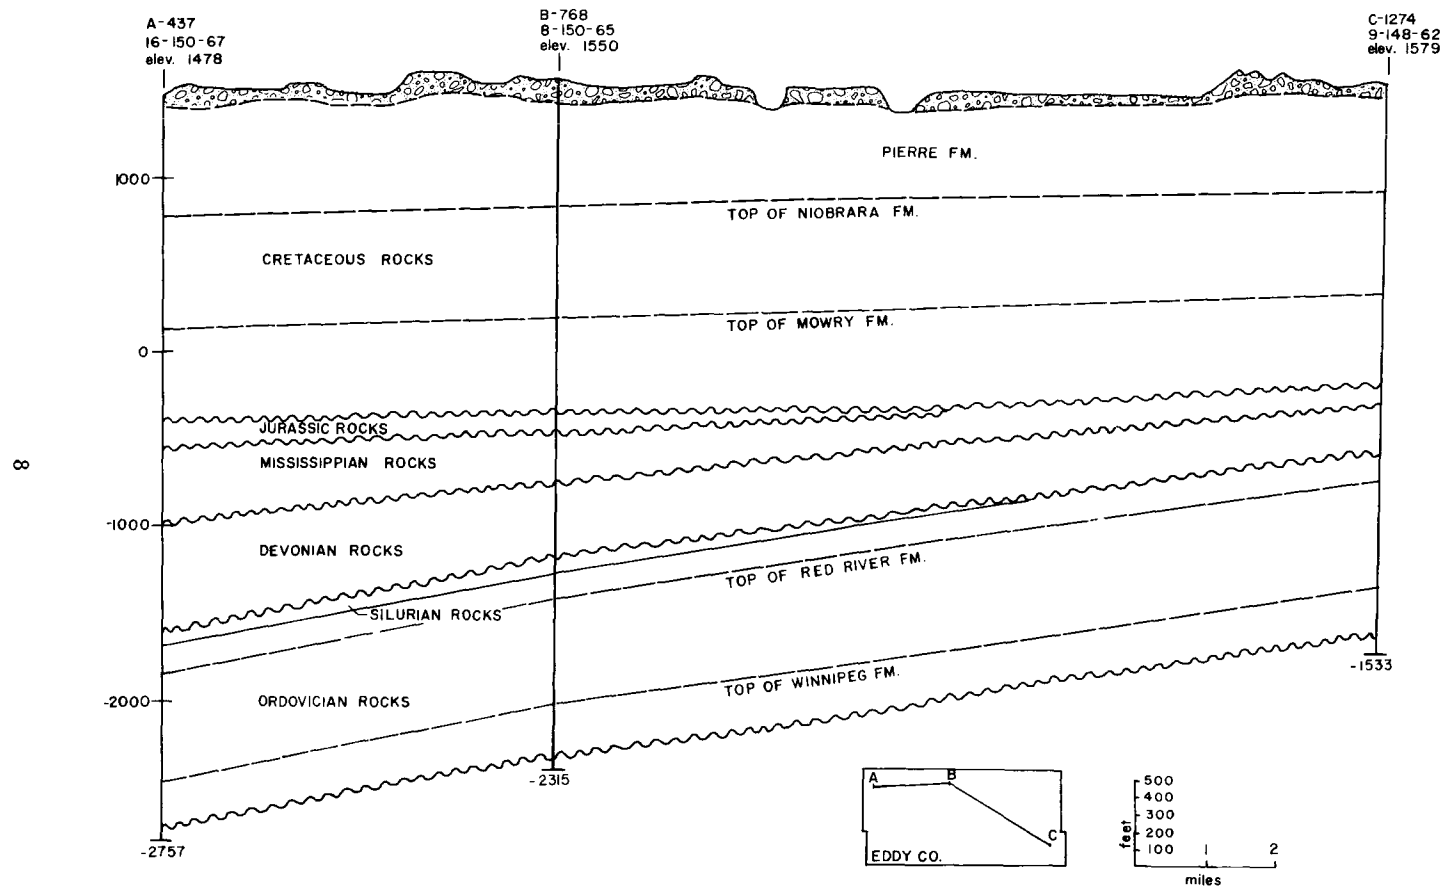 A-437
16-150-67
elev. 1478
B-768
8-150-65
elev. 1550
C-1274
9-148-62
elev. 1579
PIERRE FM.
1000
TOP OF NIOBRARA FM.
CRETACEOUS ROCKS
TOP OF MOWRY FM.
0
JURASSIC ROCKS
MISSISSIPPIAN ROCKS
8
-1000
DEVONIAN ROCKS
TOP OF RED RIVER FM.
SILURIAN ROCKS
-1533
TOP OF WINNIPEG FM.
-2000
ORDOVICIAN ROCKS
-2315
-2757
A
B
C
EDDY CO.
500
400
300
200
100
feet
1
2
miles